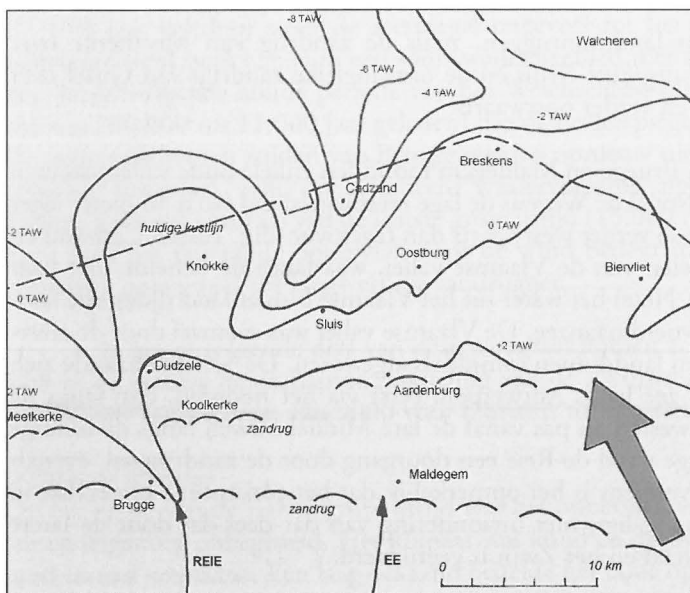 -8 TAW
Walcheren
-6 TAW
-4 TAW
-2 TAW
Breskens
Cadzand
huidige kustlijn
-2 TAW
0 TAW
Oostburg
Knokke
Biervliet
0 TAW
Sluis
+2 TAW
Dudzele
Aardenburg
2 TAW
Koolkerke
Meetkerke
zandrug
Maldegem
Brugge
zandrug
REIE
EE
0 10 km